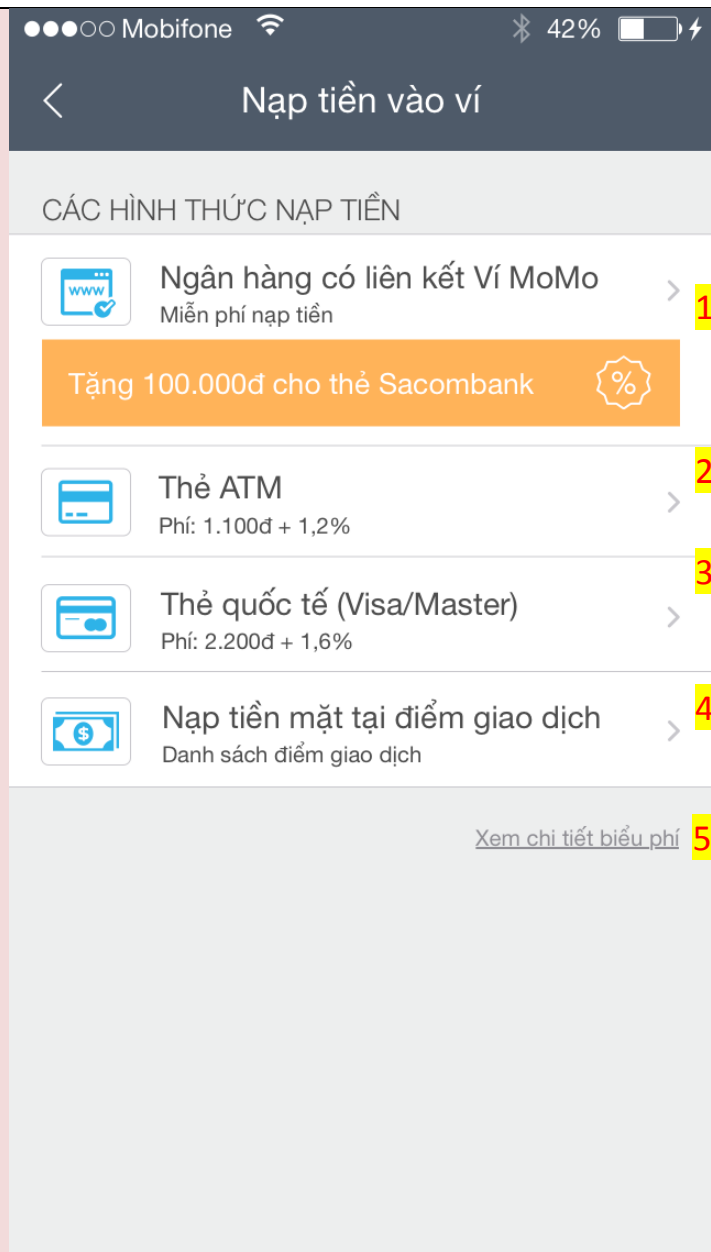 Mobifone 42%
Nạp tiền vào ví
CÁC HÌNH THỨC NẠP TIỀN
www
Ngân hàng có liên kết Ví MoMo
Miễn phí nạp tiền
1
Tặng 100.000đ cho thẻ Sacombank %
2
Thẻ ATM
Phí: 1.100đ + 1,2%
3
Thẻ quốc tế (Visa/Master)
Phí: 2.200đ + 1,6%
4
$
Nạp tiền mặt tại điểm giao dịch
Danh sách điểm giao dịch
Xem chi tiết biểu phí 5